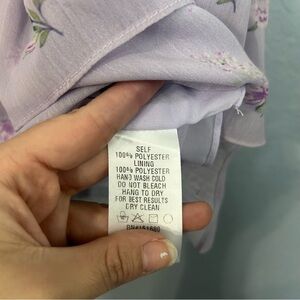 SELF
100% POLYESTER
LINING
100% POLYESTER
HAND WASH COLD
DO NOT BLEACH
HANG TO DRY
FOR BEST RESULTS
DRY CLEAN